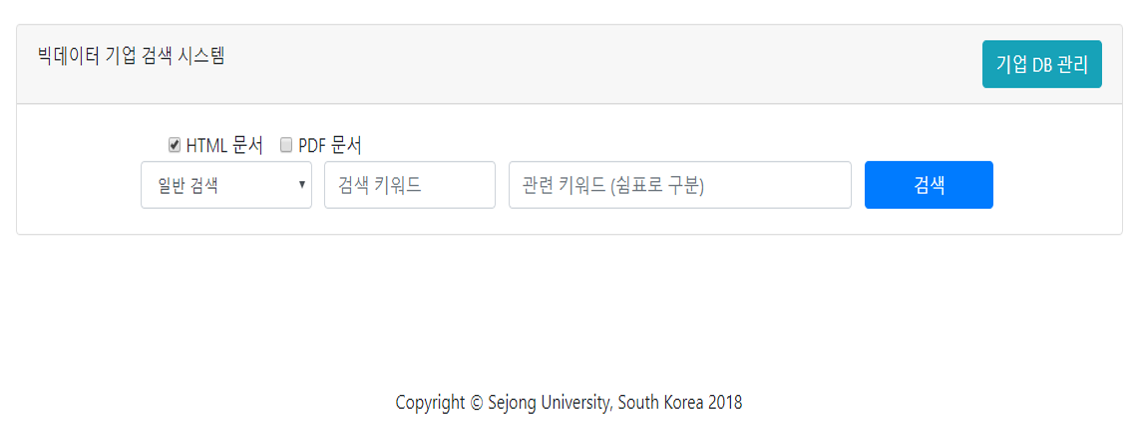 빅데이터 기업 검색 시스템
기업 DB 관리
HTML 문서 PDF 문서
일반 검색 검색 키워드 관련 키워드 (쉼표로 구분) 검색
Copyright © Sejong University, South Korea 2018